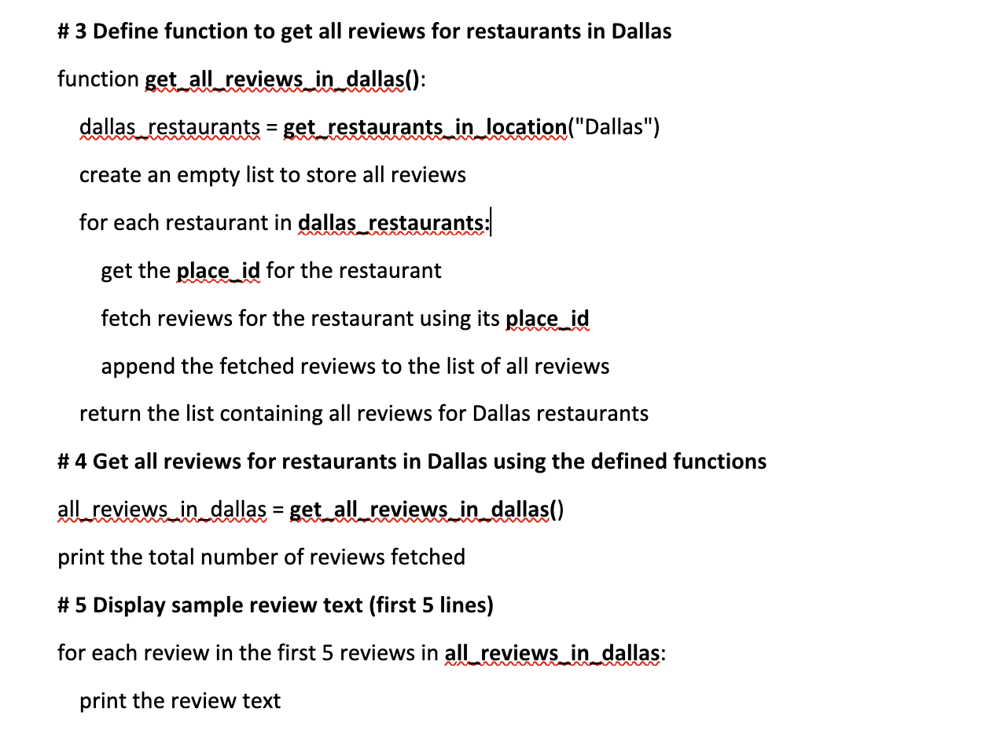 # 3 Define function to get all reviews for restaurants in Dallas
function get_all_reviews_in_dallas():
dallas_restaurants = get_restaurants_in_location("Dallas")
create an empty list to store all reviews
for each restaurant in dallas_restaurants:
get the place_id for the restaurant
fetch reviews for the restaurant using its place_id
append the fetched reviews to the list of all reviews
return the list containing all reviews for Dallas restaurants
# 4 Get all reviews for restaurants in Dallas using the defined functions
all_reviews_in_dallas = get_all_reviews_in_dallas()
print the total number of reviews fetched
# 5 Display sample review text (first 5 lines)
for each review in the first 5 reviews in all_reviews_in_dallas:
print the review text